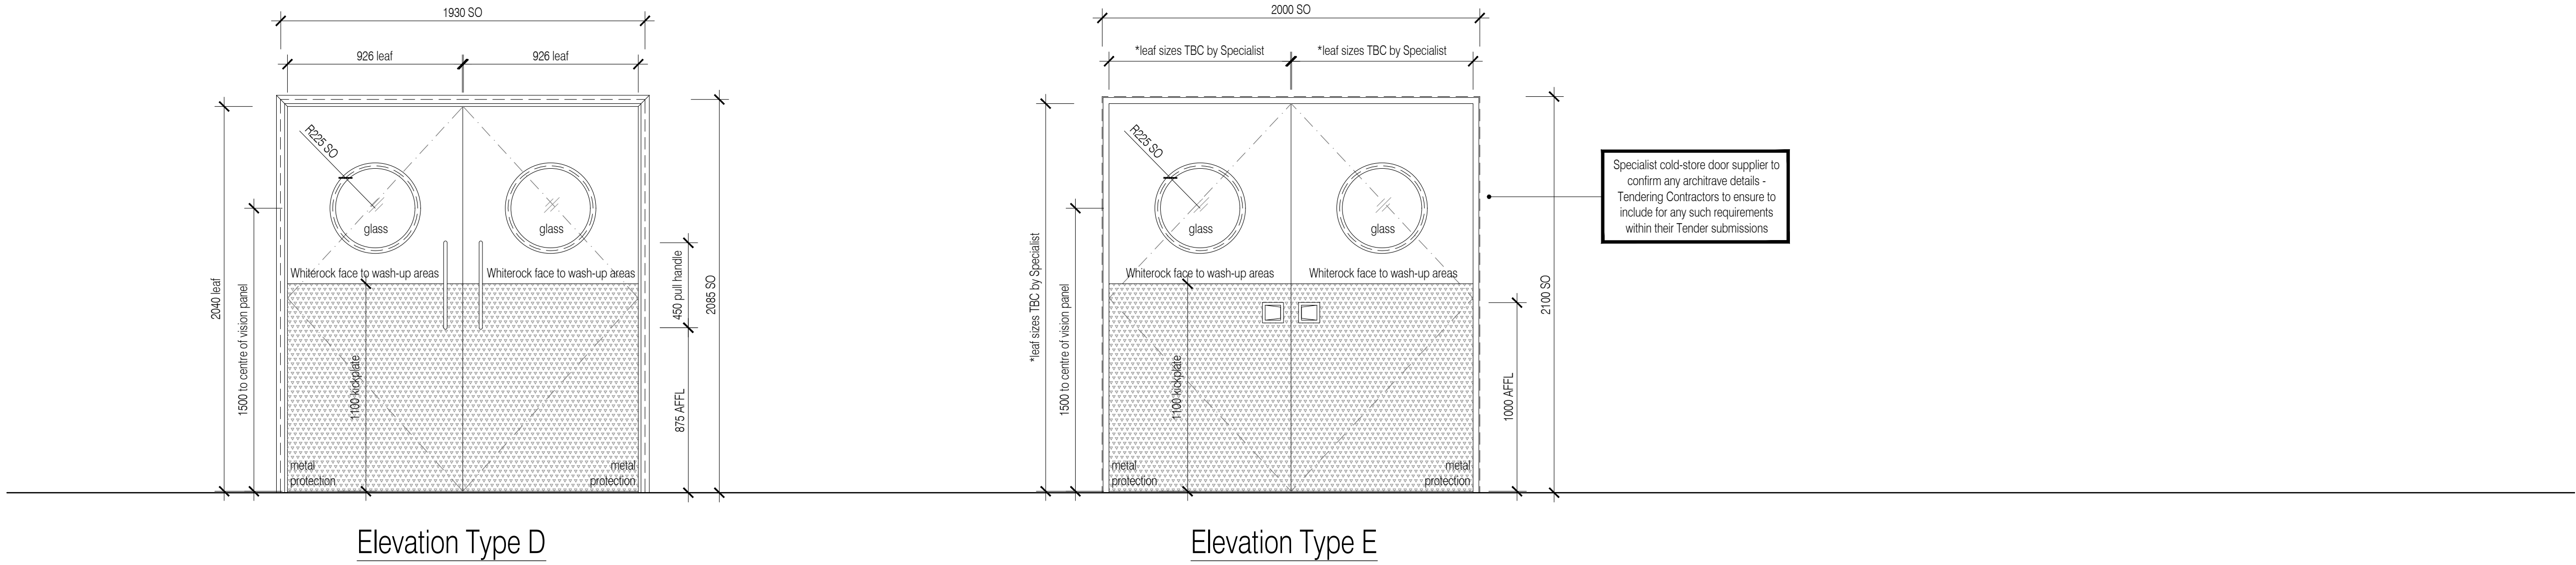 1930 SO
926 leaf
926 leaf
R225 SO
glass
glass
Whiterock face to wash-up areas
Whiterock face to wash-up areas
2040 leaf
1500 to centre of vision panel
1100 kickplate
450 pull handle
875 AFFL
2085 SO
metal
protection
metal
protection
Elevation Type D
2000 SO
*leaf sizes TBC by Specialist
*leaf sizes TBC by Specialist
R225 SO
glass
glass
Whiterock face to wash-up areas
Whiterock face to wash-up areas
*leaf sizes TBC by Specialist
1500 to centre of vision panel
1100 kickplate
1000 AFFL
2100 SO
metal
protection
metal
protection
Specialist cold-store door supplier to
confirm any architrave details -
Tendering Contractors to ensure to
include for any such requirements
within their Tender submissions
Elevation Type E